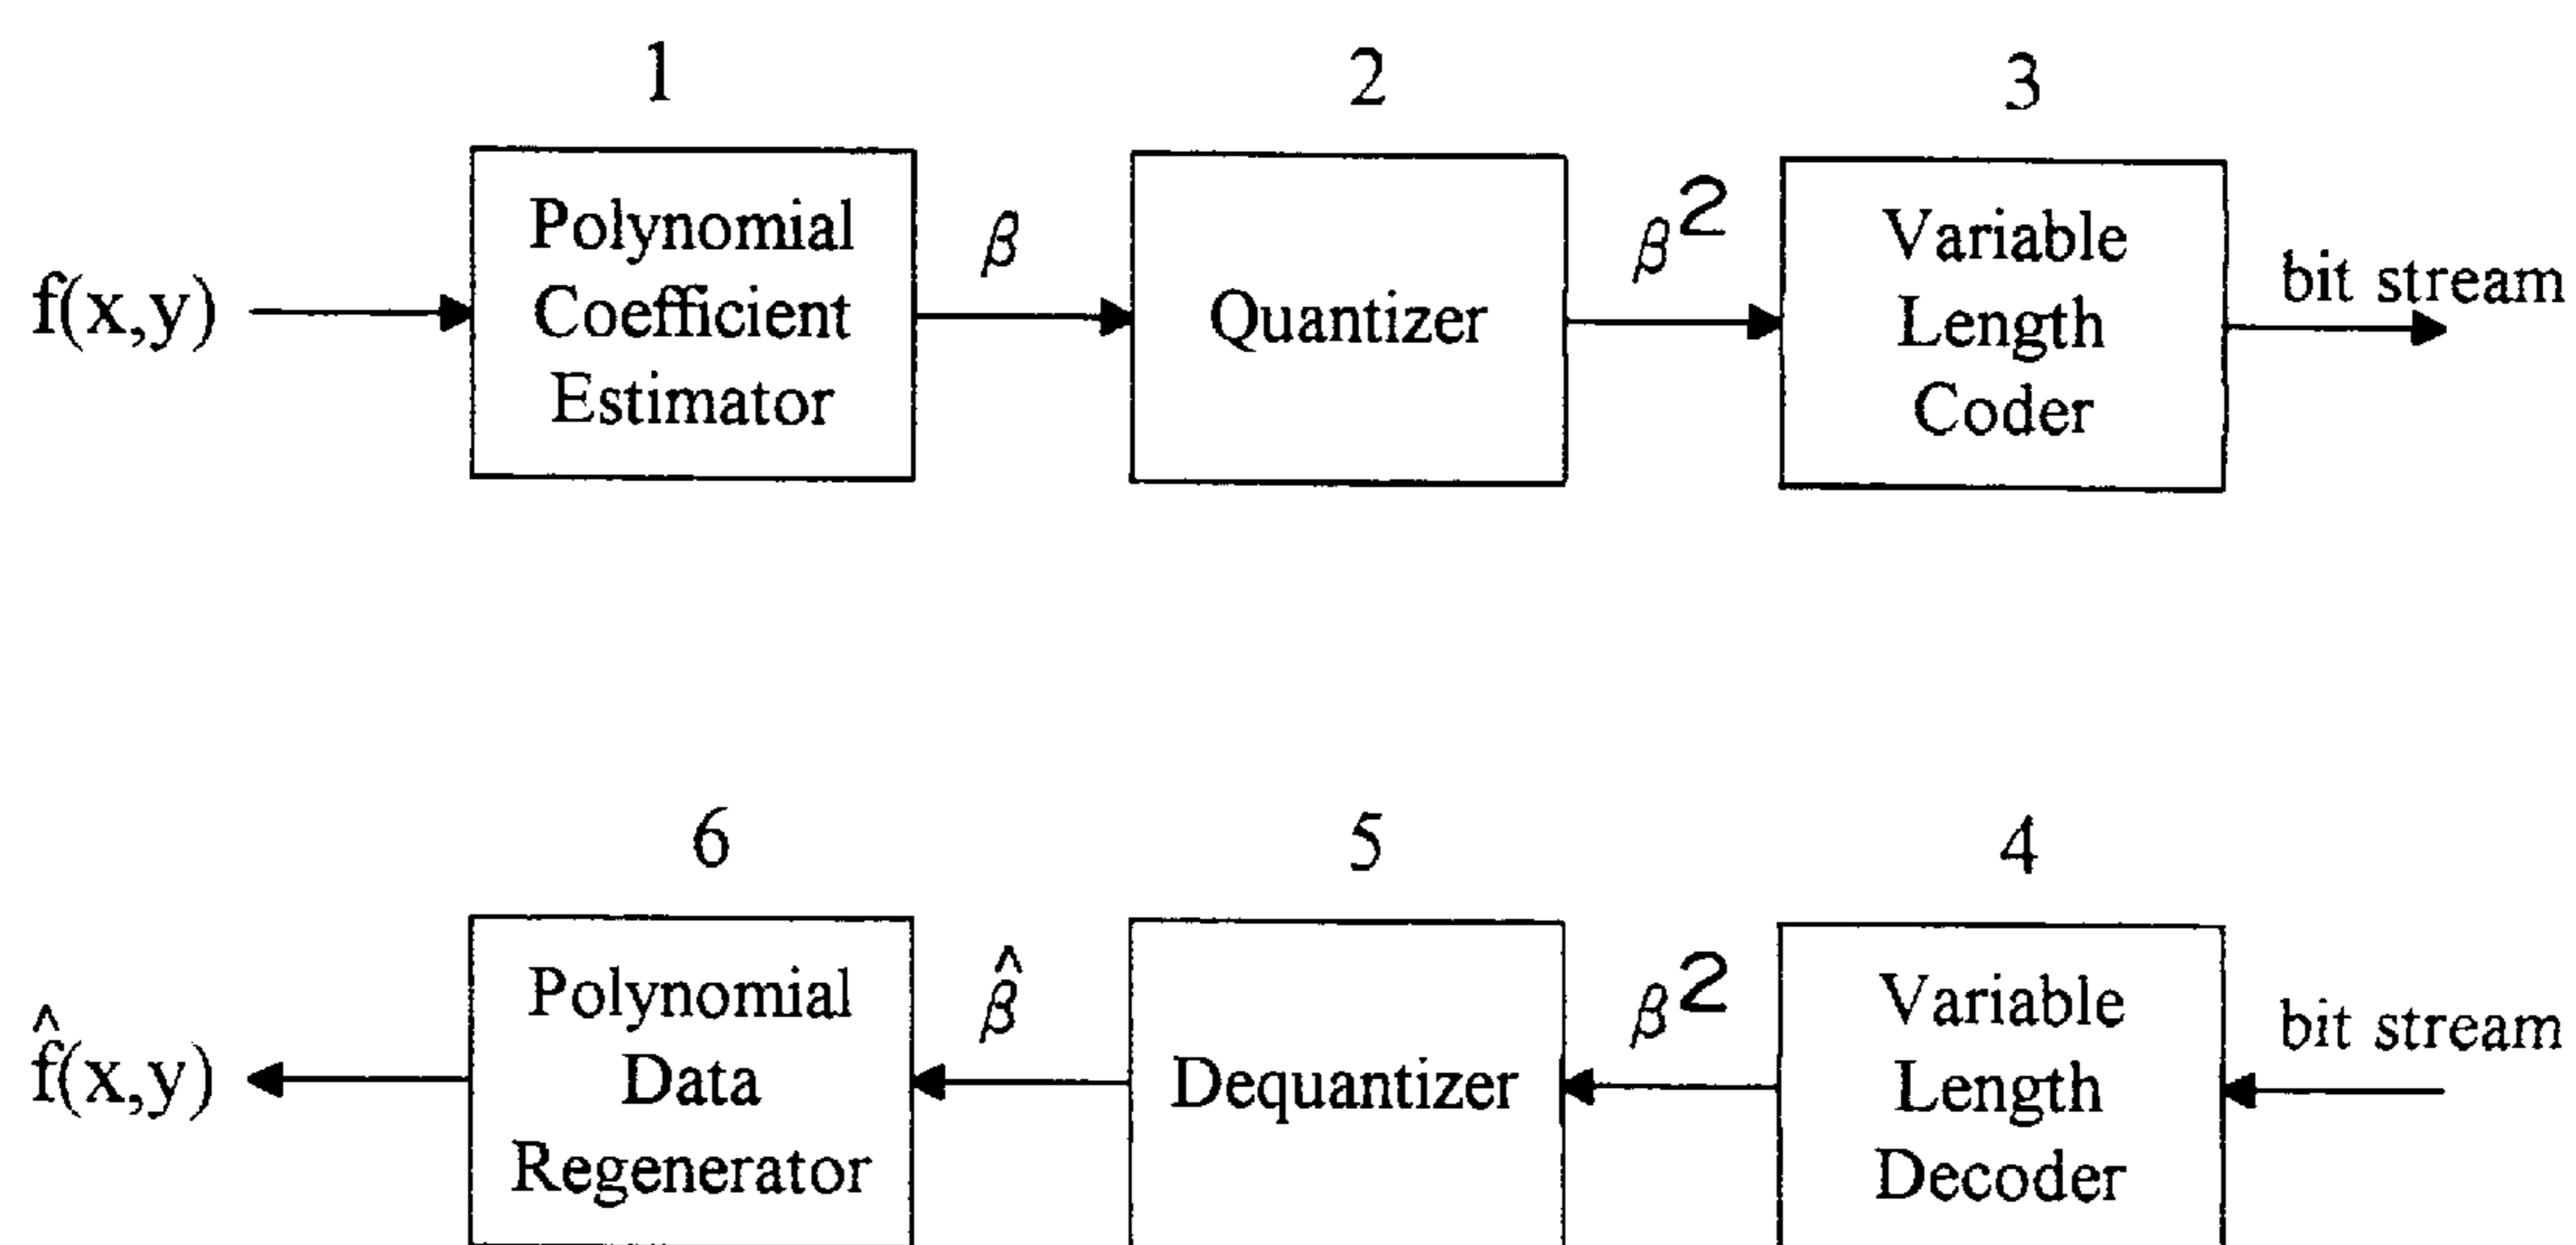 1
2
3
f(x,y)
Polynomial
Coefficient
Estimator
β
Quantizer
β²
Variable
Length
Coder
bit stream
6
5
4
f̂(x,y)
Polynomial
Data
Regenerator
β̂
Dequantizer
β²
Variable
Length
Decoder
bit stream